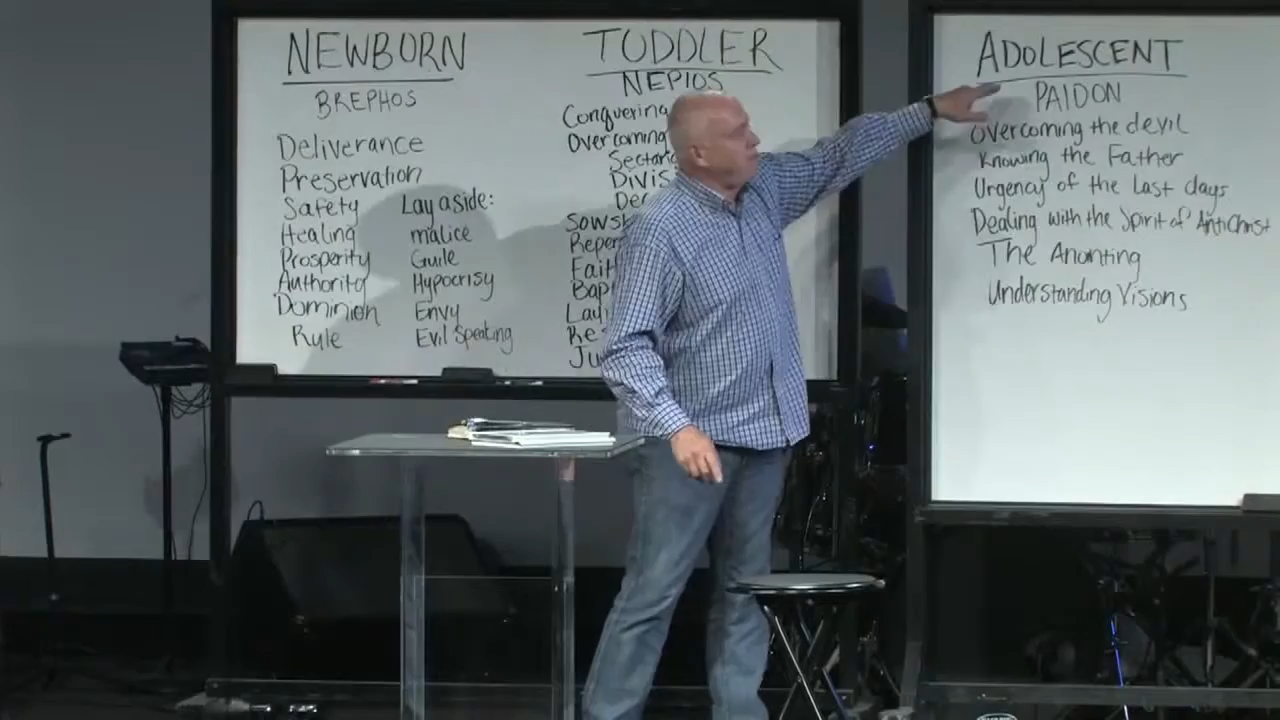 NEWBORN
BREPHOS
Deliverance
Preservation
Safety
Healing
Prosperity
Authority
Dominion
Rule
Lay aside:
malice
Guile
Hypocrisy
Envy
Evil Speaking
TODDLER
NEPIOS
Conquering
Overcoming
ADOLESCENT
PAIDON
Overcoming the devil
Knowing the Father
Urgency of the Last days
Dealing with the Spirit of AntiChrist
The Anointing
Understanding Visions